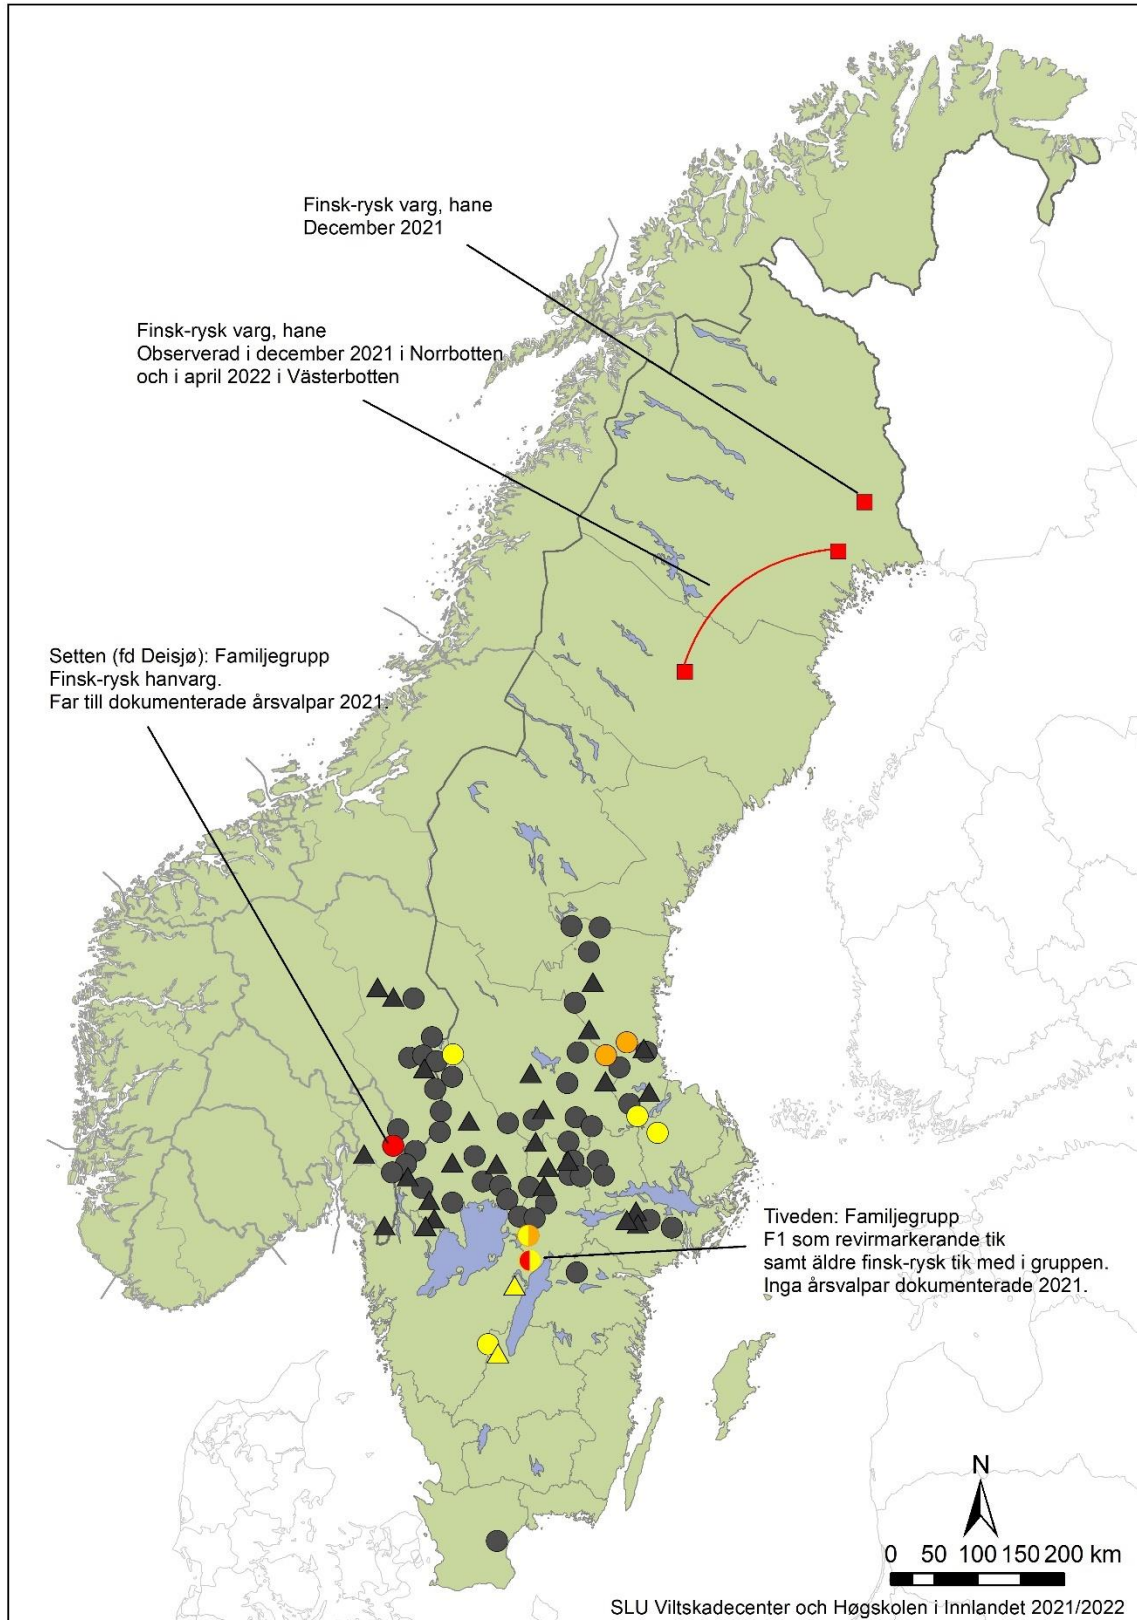 Finsk-rysk varg, hane
December 2021
Finsk-rysk varg, hane
Observerad i december 2021 i Norrbotten
och i april 2022 i Västerbotten
Setten (fd Deisjø): Familjegrupp
Finsk-rysk hanvarg.
Far till dokumenterade årsvalpar 2021.
Tiveden: Familjegrupp
F1 som revirmarkerande tik
samt äldre finsk-rysk tik med i gruppen.
Inga årsvalpar dokumenterade 2021.
N
0 50 100 150 200 km
SLU Viltskadecenter och Høgskolen i Innlandet 2021/2022